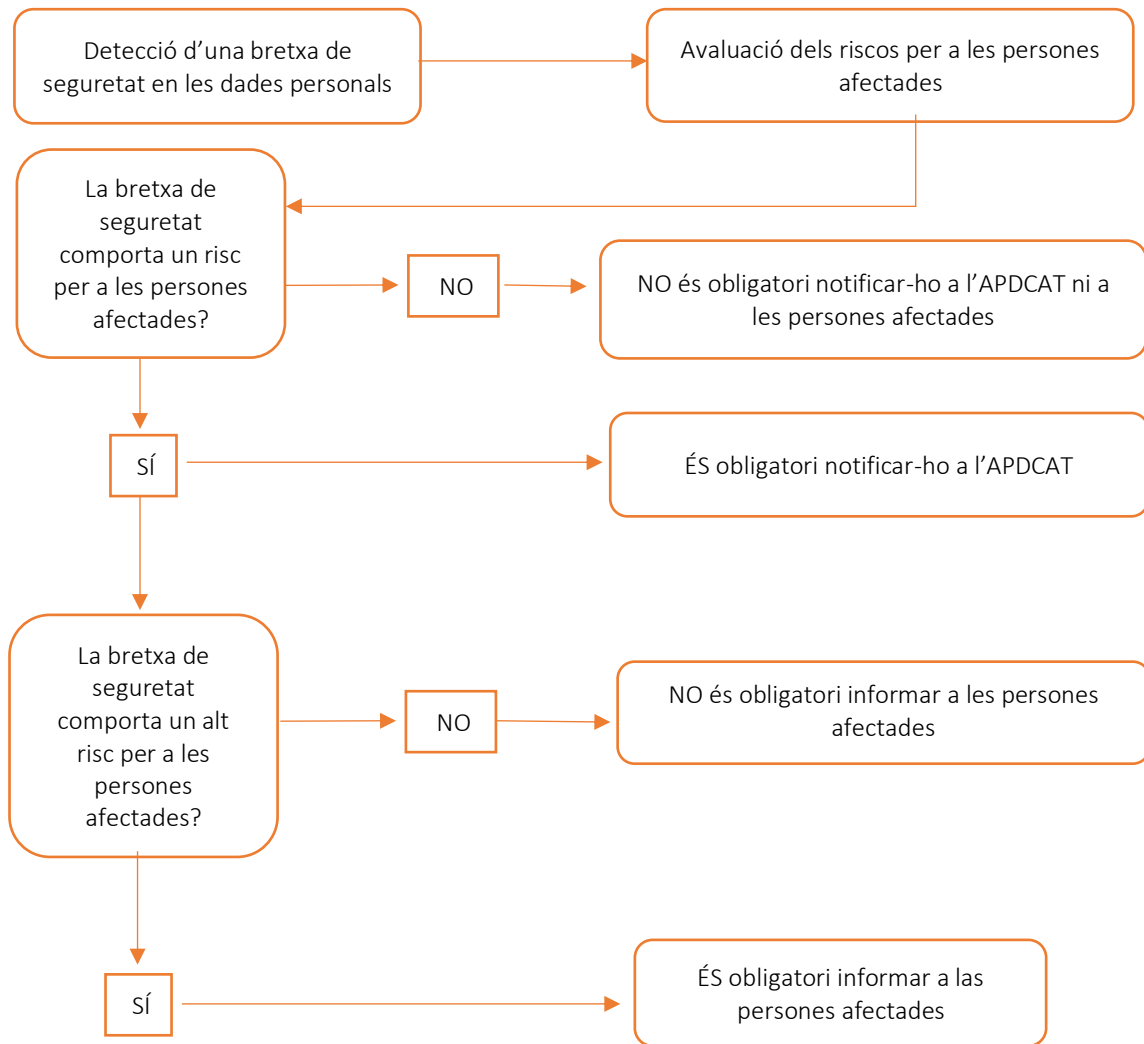 Detecció d’una bretxa de
seguretat en les dades personals
Avaluació dels riscos per a les persones
afectades
La bretxa de
seguretat
comporta un risc
per a les persones
afectades?
NO
NO és obligatori notificar-ho a l’APDCAT ni a
les persones afectades
SÍ
ÉS obligatori notificar-ho a l’APDCAT
La bretxa de
seguretat
comporta un alt
risc per a les
persones
afectades?
NO
NO és obligatori informar a les persones
afectades
SÍ
ÉS obligatori informar a las
persones afectades